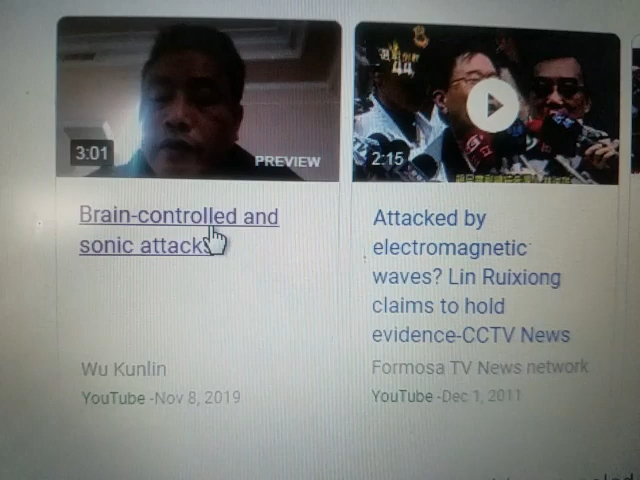 44
3:01
PREVIEW
2:15
Brain-controlled and
sonic attacks
Attacked by
electromagnetic
waves? Lin Ruixiong
claims to hold
evidence-CCTV News
Wu Kunlin
Formosa TV News network
YouTube -Nov 8, 2019
YouTube -Dec 1, 2011